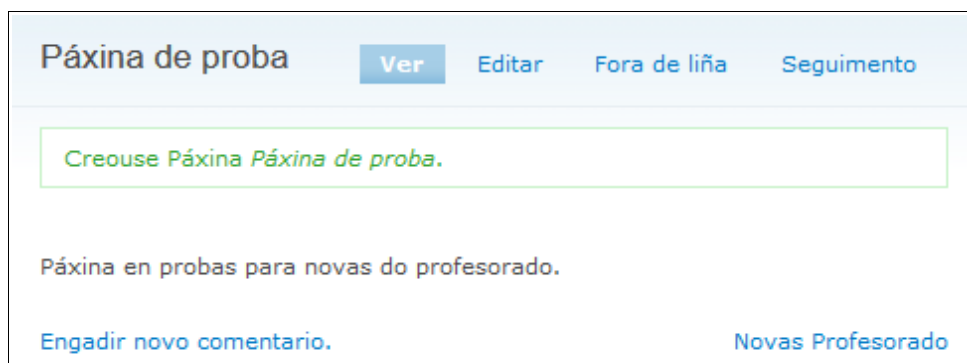 Páxina de proba Ver Editar Fora de liña Seguimento
Creouse Páxina Páxina de proba.
Páxina en probas para novas do profesorado.
Engadir novo comentario. Novas Profesorado